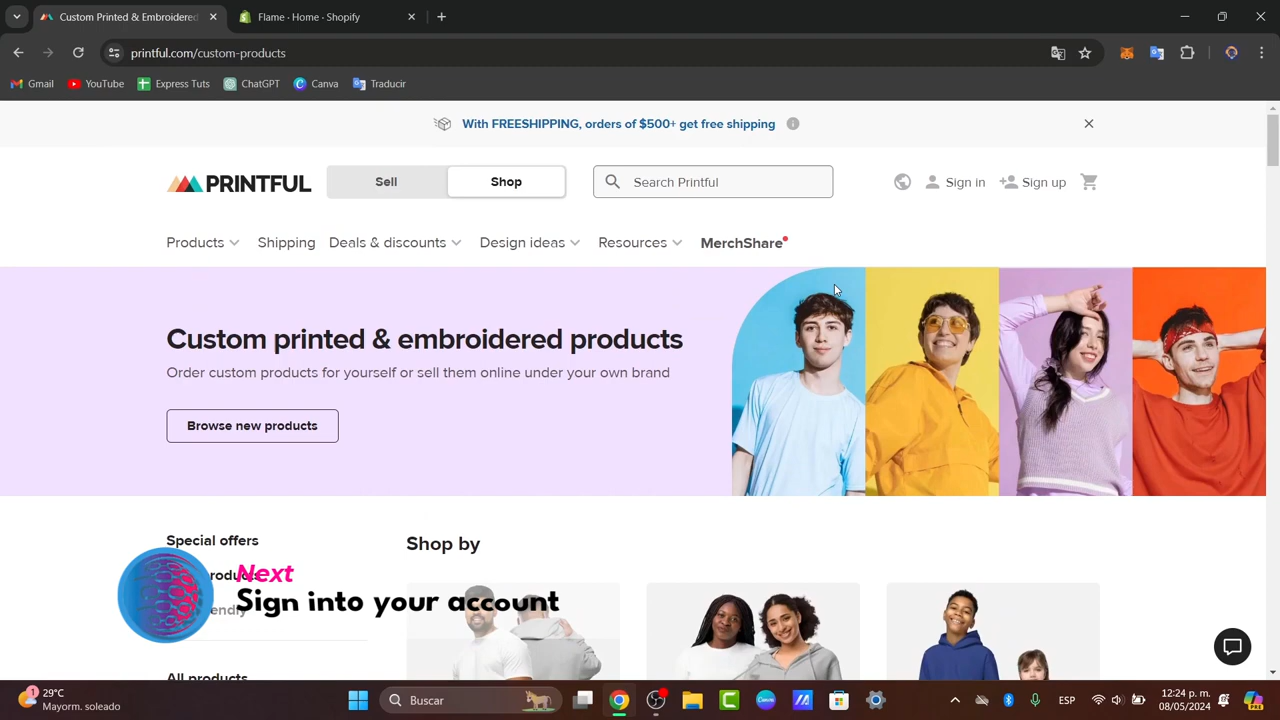 Custom Printed & Embroidered
Flame · Home · Shopify
printful.com/custom-products
Gmail
YouTube
Express Tuts
ChatGPT
Canva
Traducir
With FREESHIPPING, orders of $500+ get free shipping
PRINTFUL
Sell
Shop
Search Printful
Sign in
Sign up
Products
Shipping
Deals & discounts
Design ideas
Resources
MerchShare
Custom printed & embroidered products
Order custom products for yourself or sell them online under your own brand
Browse new products
Special offers
Shop by
Next
Sign into your account
All products
29°C
Mayorm. soleado
1
Buscar
ESP
12:24 p. m.
08/05/2024